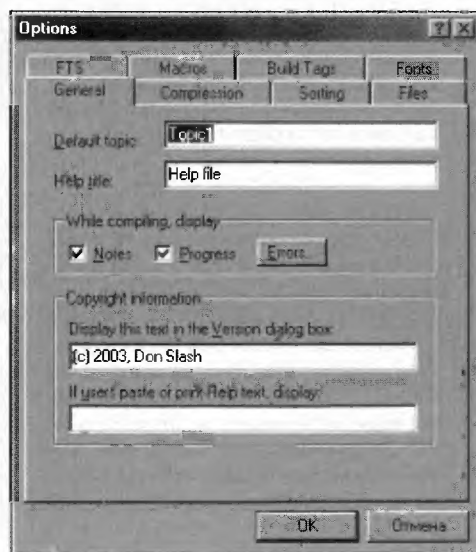 Options
FTS Macros Build Tags Fonts
General Compression Sorting Files
Default topic: Topic1
Help title: Help file
While compiling, display
Notes Progress Errors...
Copyright information
Display this text in the Version dialog box:
(c) 2003, Don Slash
If users paste or print Help text, display:
OK Отмена